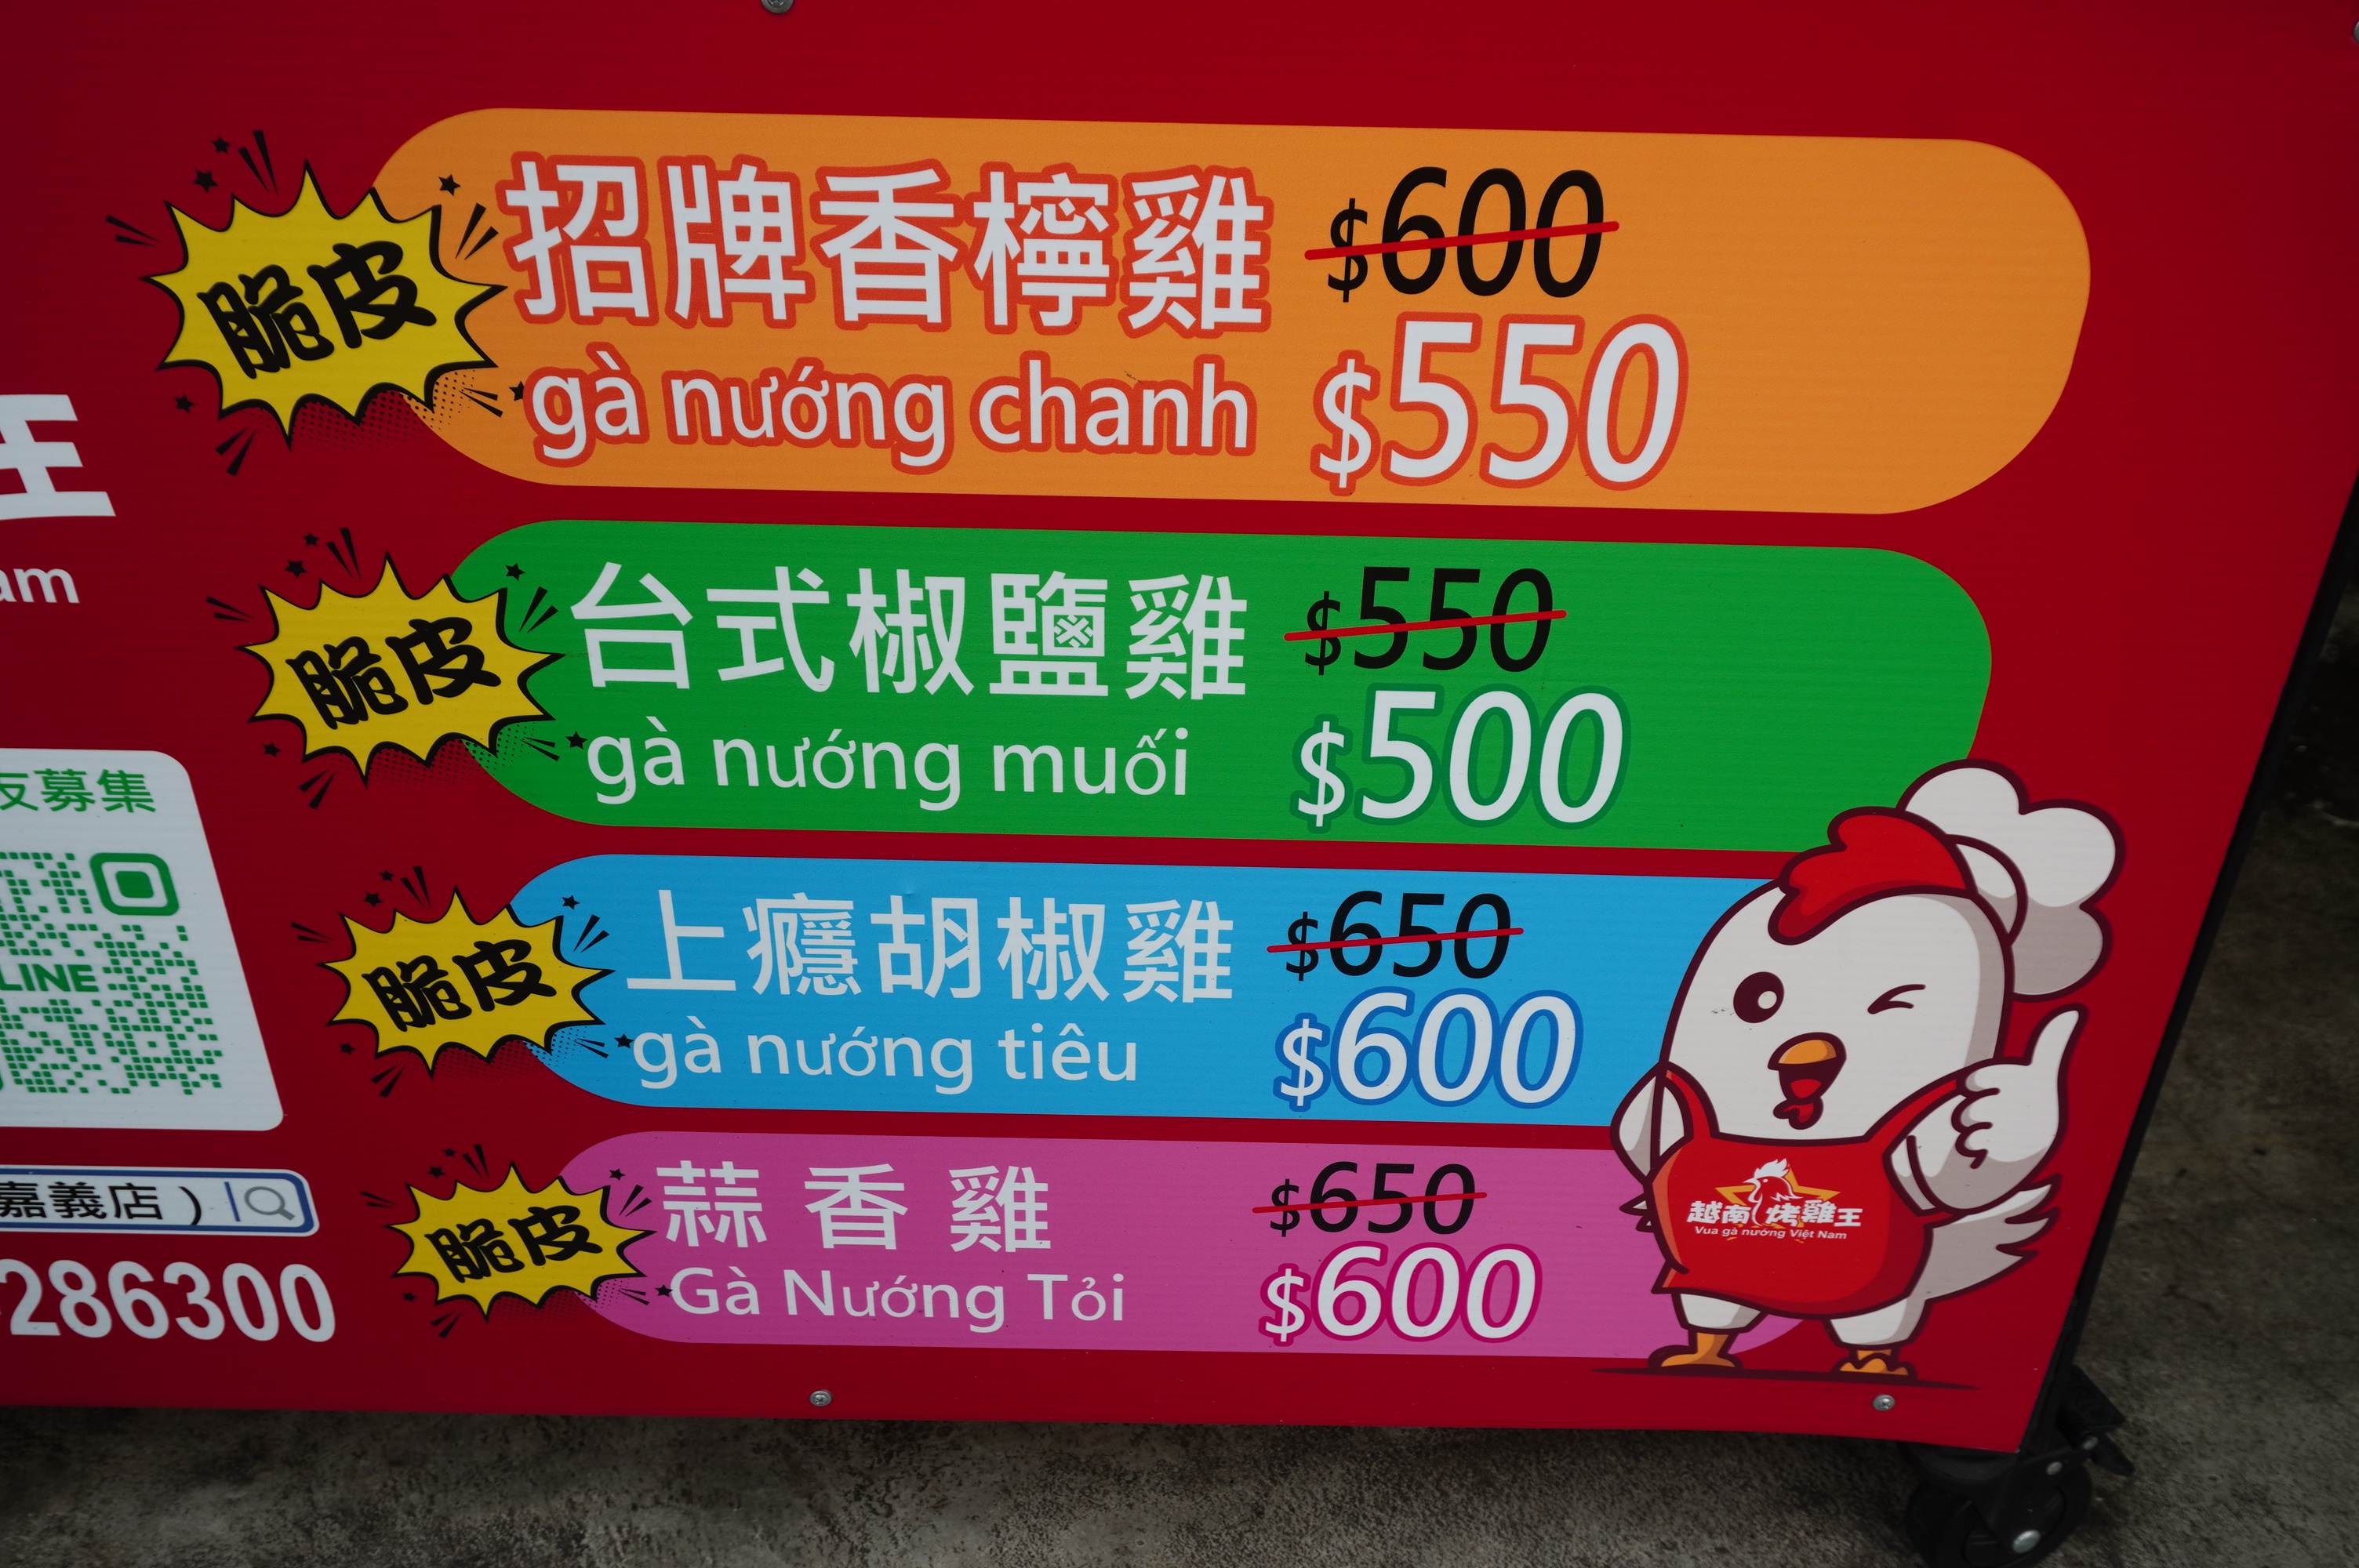 脆皮
招牌香檸雞
$600
gà nướng chanh
$550
脆皮
台式椒鹽雞
$550
gà nướng muối
$500
脆皮
上癮胡椒雞
$650
gà nướng tiêu
$600
脆皮
蒜香雞
$650
Gà Nướng Tỏi
$600
越南烤雞王
Vua gà nướng Việt Nam
王
am
友募集
LINE
嘉義店）
286300